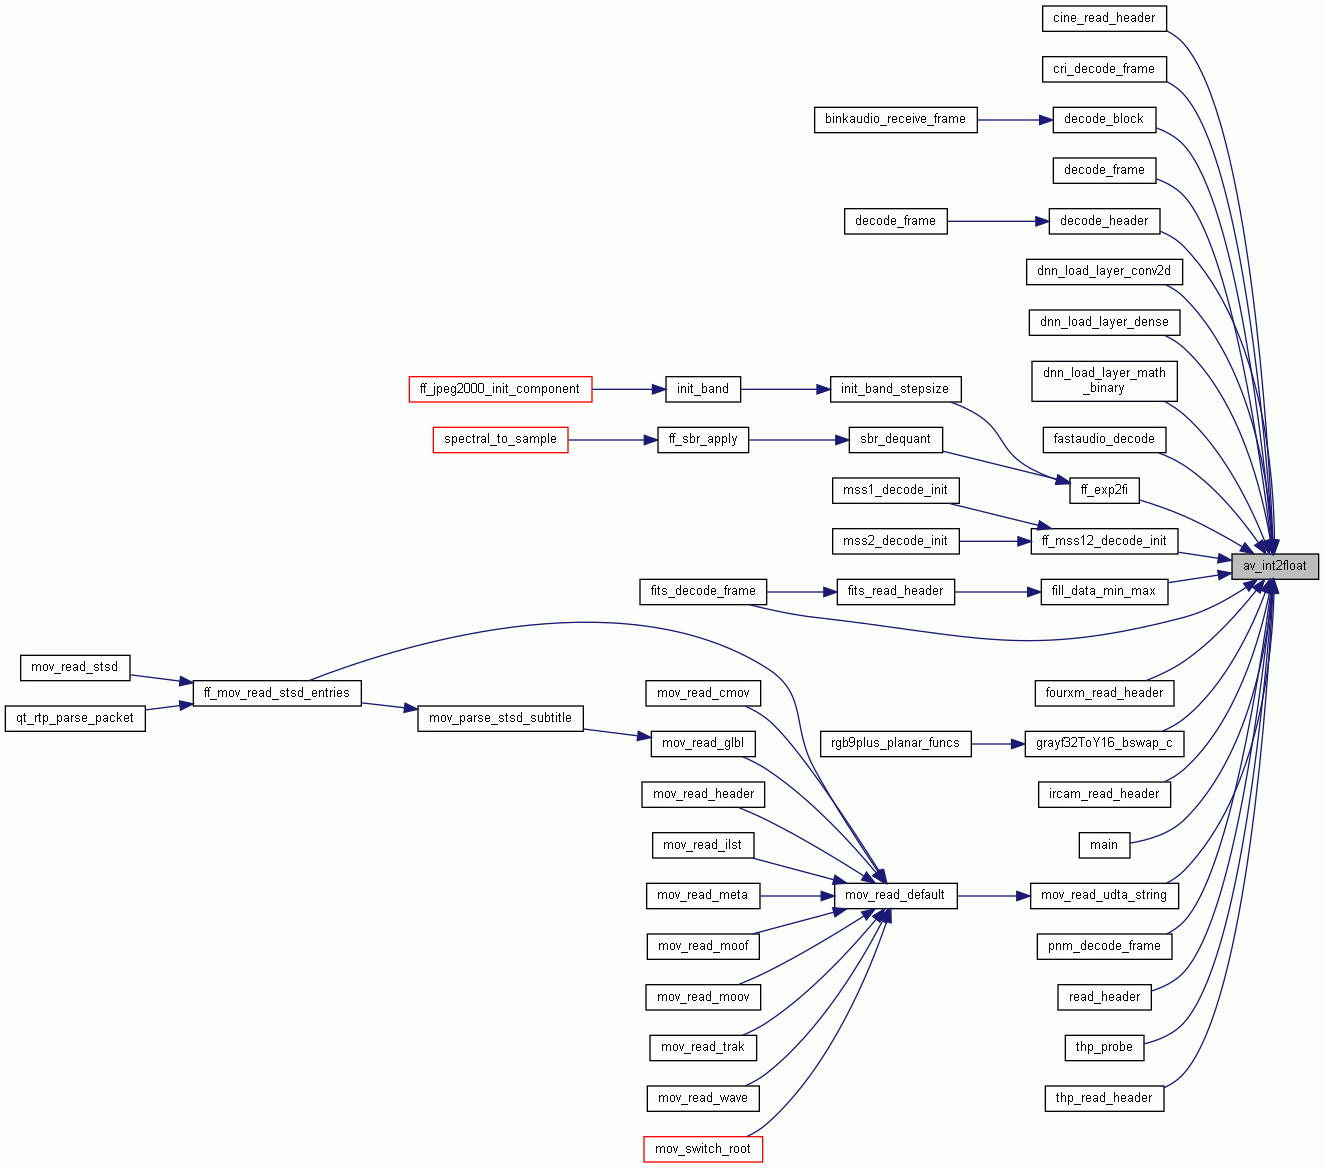 cine_read_header
cri_decode_frame
binkaudio_receive_frame
decode_block
decode_frame
decode_frame
decode_header
dnn_load_layer_conv2d
dnn_load_layer_dense
dnn_load_layer_math
_binary
ff_jpeg2000_init_component
init_band
init_band_stepsize
fastaudio_decode
spectral_to_sample
ff_sbr_apply
sbr_dequant
mss1_decode_init
ff_exp2fi
mss2_decode_init
ff_mss12_decode_init
av_int2float
fits_decode_frame
fits_read_header
fill_data_min_max
mov_read_stsd
ff_mov_read_stsd_entries
mov_read_cmov
fourxm_read_header
qt_rtp_parse_packet
mov_parse_stsd_subtitle
mov_read_glbl
rgb9plus_planar_funcs
grayf32ToY16_bswap_c
mov_read_header
ircam_read_header
mov_read_ilst
main
mov_read_meta
mov_read_default
mov_read_udta_string
mov_read_moof
pnm_decode_frame
mov_read_moov
read_header
mov_read_trak
thp_probe
mov_read_wave
thp_read_header
mov_switch_root